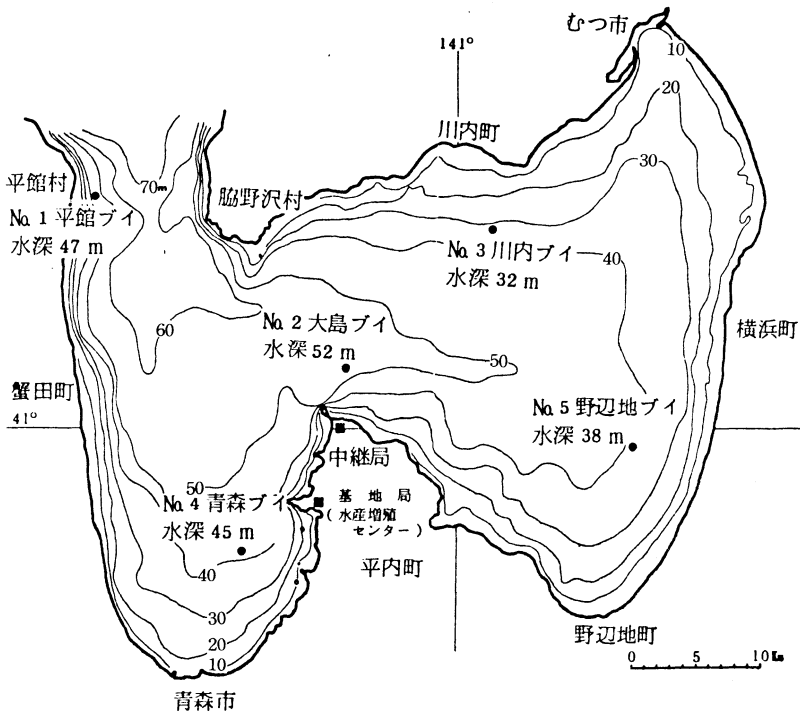 むつ市
141°
10
20
川内町
30
平館村
70m
脇野沢村
No.1 平館ブイ
水深 47 m
No.3 川内ブイ
水深 32 m
40
60
No.2 大島ブイ
水深 52 m
横浜町
50
蟹田町
41°
No.5 野辺地ブイ
水深 38 m
中継局
50
No.4 青森ブイ
水深 45 m
基地局
(水産増殖
センター)
平内町
40
30
20
10
野辺地町
0 5 10 Km
青森市